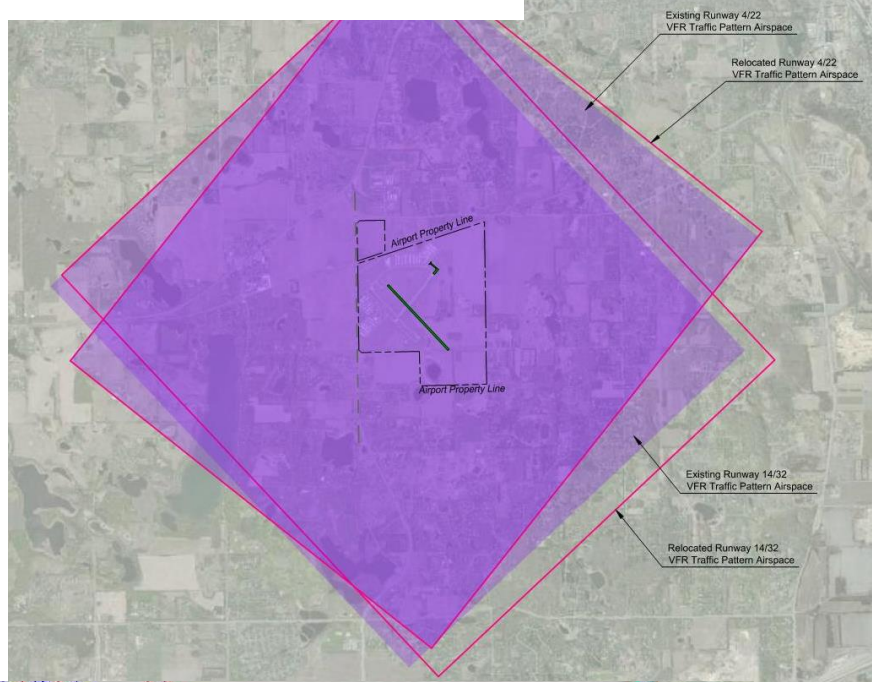 Existing Runway 4/22
VFR Traffic Pattern Airspace
Relocated Runway 4/22
VFR Traffic Pattern Airspace
Airport Property Line
Airport Property Line
Existing Runway 14/32
VFR Traffic Pattern Airspace
Relocated Runway 14/32
VFR Traffic Pattern Airspace